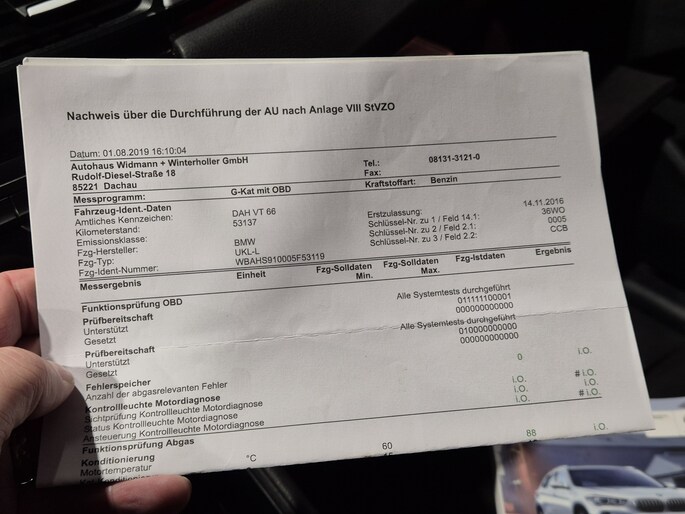 Nachweis über die Durchführung der AU nach Anlage VIII StVZO
Datum: 01.08.2019 16:10:04
Autohaus Widmann + Winterholler GmbH
Rudolf-Diesel-Straße 18
85221 Dachau
Tel.: 08131-3121-0
Fax:
Messprogramm: G-Kat mit OBD Kraftstoffart: Benzin
Fahrzeug-Ident.-Daten
Amtliches Kennzeichen: DAH VT 66 Erstzulassung: 14.11.2016
Kilometerstand: 53137 Schlüssel-Nr. zu 1 / Feld 14.1: 36WO
Emissionsklasse: Schlüssel-Nr. zu 2 / Feld 2.1: 0005
Fzg-Hersteller: BMW Schlüssel-Nr. zu 3 / Feld 2.2: CCB
Fzg-Typ: UKL-L
Fzg-Ident-Nummer: WBAHS910005F53119
Messergebnis Einheit Fzg-Solldaten Min. Fzg-Solldaten Max. Fzg-Istdaten Ergebnis
Funktionsprüfung OBD
Prüfbereitschaft Alle Systemtests durchgeführt
Unterstützt 011111100001
Gesetzt 000000000000
Prüfbereitschaft Alle Systemtests durchgeführt
Unterstützt 010000000000
Gesetzt 000000000000
Fehlerspeicher
Anzahl der abgasrelevanten Fehler 0 i.O.
Kontrollleuchte Motordiagnose
Sichtprüfung Kontrollleuchte Motordiagnose i.O. # i.O.
Status Kontrollleuchte Motordiagnose i.O. i.O.
Ansteuerung Kontrollleuchte Motordiagnose i.O. # i.O.
Funktionsprüfung Abgas
Konditionierung
Motortemperatur °C 60 88 i.O.